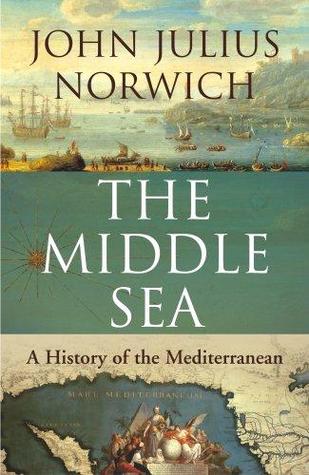 JOHN JULIUS
NORWICH
THE
MIDDLE
SEA
A History of the Mediterranean
MARE MEDITERRANEUM